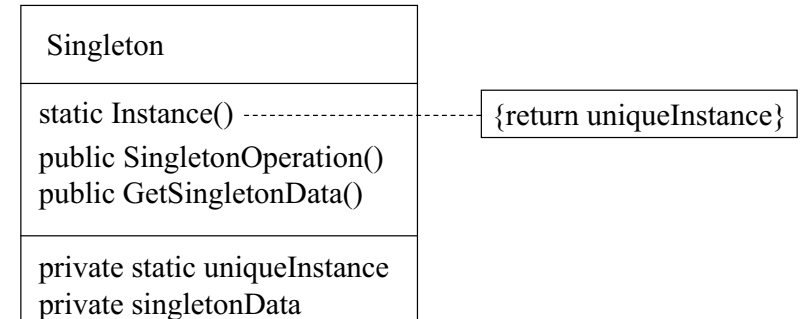 Singleton
static Instance()
{return uniqueInstance}
public SingletonOperation()
public GetSingletonData()
private static uniqueInstance
private singletonData